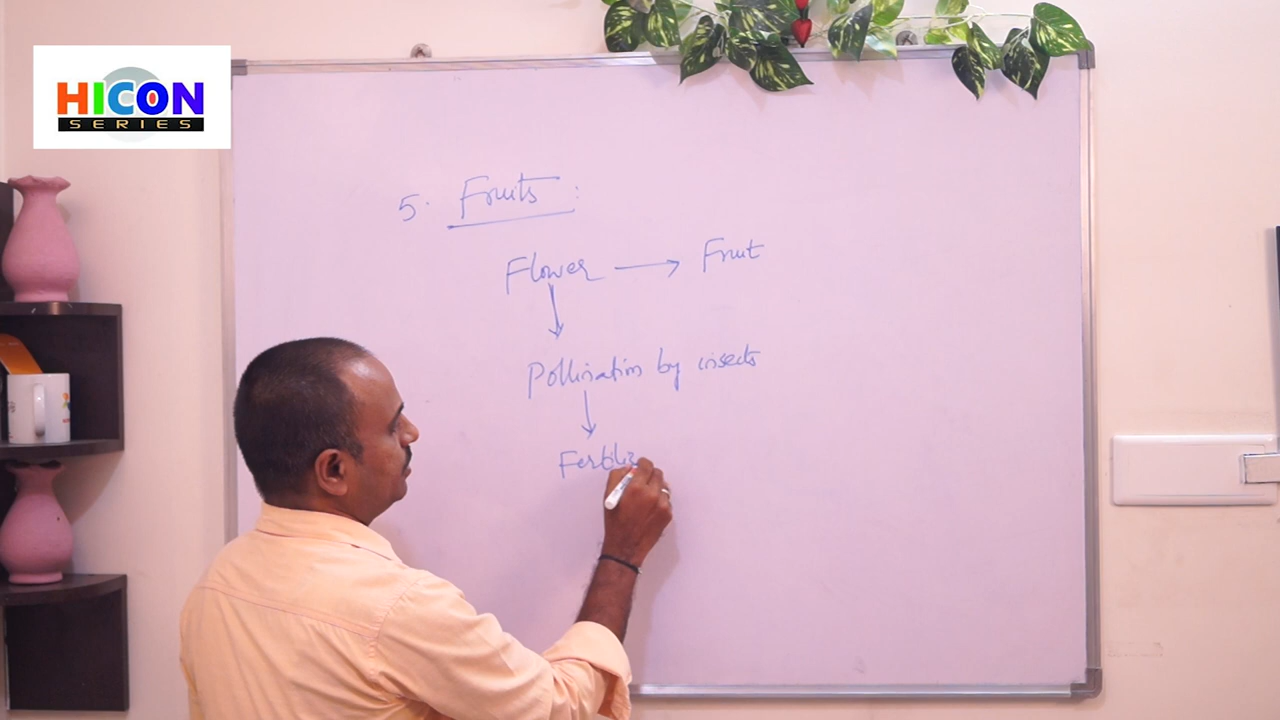 HICON
SERIES
5. Fruits :
Flower → Fruit
↓
Pollination by insects
↓
Fertiliz